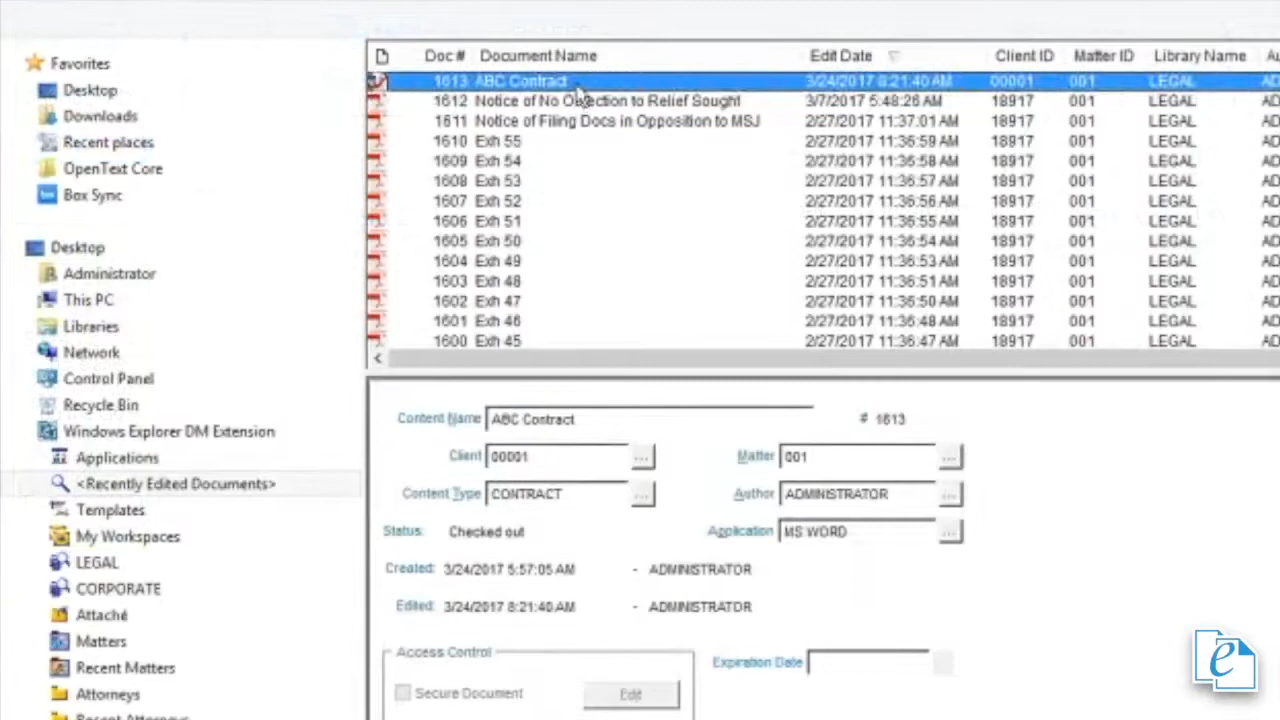 Favorites
Desktop
Downloads
Recent places
OpenText Core
Box Sync
Desktop
Administrator
This PC
Libraries
Network
Control Panel
Recycle Bin
Windows Explorer DM Extension
Applications
<Recently Edited Documents>
Templates
My Workspaces
LEGAL
CORPORATE
Attaché
Matters
Recent Matters
Attorneys
Recent Attorneys
Doc # Document Name Edit Date Client ID Matter ID Library Name
1613 ABC Contract 3/24/2017 8:21:40 AM 00001 001 LEGAL
1612 Notice of No Objection to Relief Sought 3/7/2017 5:48:26 AM 18917 001 LEGAL
1611 Notice of Filing Docs in Opposition to MSJ 2/27/2017 11:37:01 AM 18917 001 LEGAL
1610 Exh 55 2/27/2017 11:36:59 AM 18917 001 LEGAL
1609 Exh 54 2/27/2017 11:36:58 AM 18917 001 LEGAL
1608 Exh 53 2/27/2017 11:36:57 AM 18917 001 LEGAL
1607 Exh 52 2/27/2017 11:36:56 AM 18917 001 LEGAL
1606 Exh 51 2/27/2017 11:36:55 AM 18917 001 LEGAL
1605 Exh 50 2/27/2017 11:36:54 AM 18917 001 LEGAL
1604 Exh 49 2/27/2017 11:36:53 AM 18917 001 LEGAL
1603 Exh 48 2/27/2017 11:36:51 AM 18917 001 LEGAL
1602 Exh 47 2/27/2017 11:36:50 AM 18917 001 LEGAL
1601 Exh 46 2/27/2017 11:36:48 AM 18917 001 LEGAL
1600 Exh 45 2/27/2017 11:36:47 AM 18917 001 LEGAL
Content Name ABC Contract # 1613
Client 00001 ... Matter 001 ...
Content Type CONTRACT ... Author ADMINISTRATOR ...
Status: Checked out Application MS WORD ...
Created: 3/24/2017 5:57:05 AM - ADMINISTRATOR
Edited: 3/24/2017 8:21:40 AM - ADMINISTRATOR
Access Control Expiration Date
Secure Document Edit
e